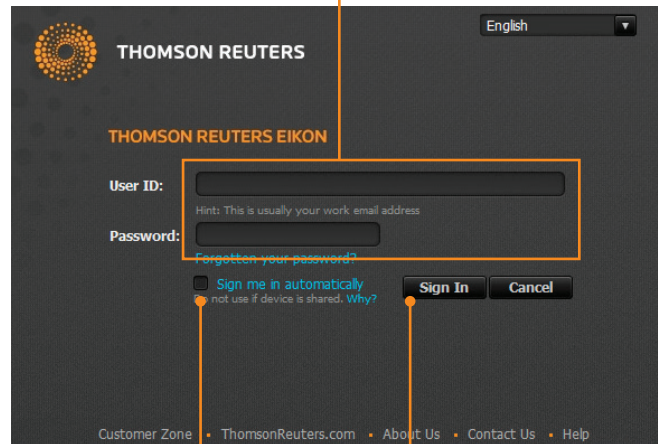 English
THOMSON REUTERS
THOMSON REUTERS EIKON
User ID:
Hint: This is usually your work email address
Password:
Forgotten your password?
Sign me in automatically
Do not use if device is shared. Why?
Sign In Cancel
Customer Zone ▪ ThomsonReuters.com ▪ About Us ▪ Contact Us ▪ Help